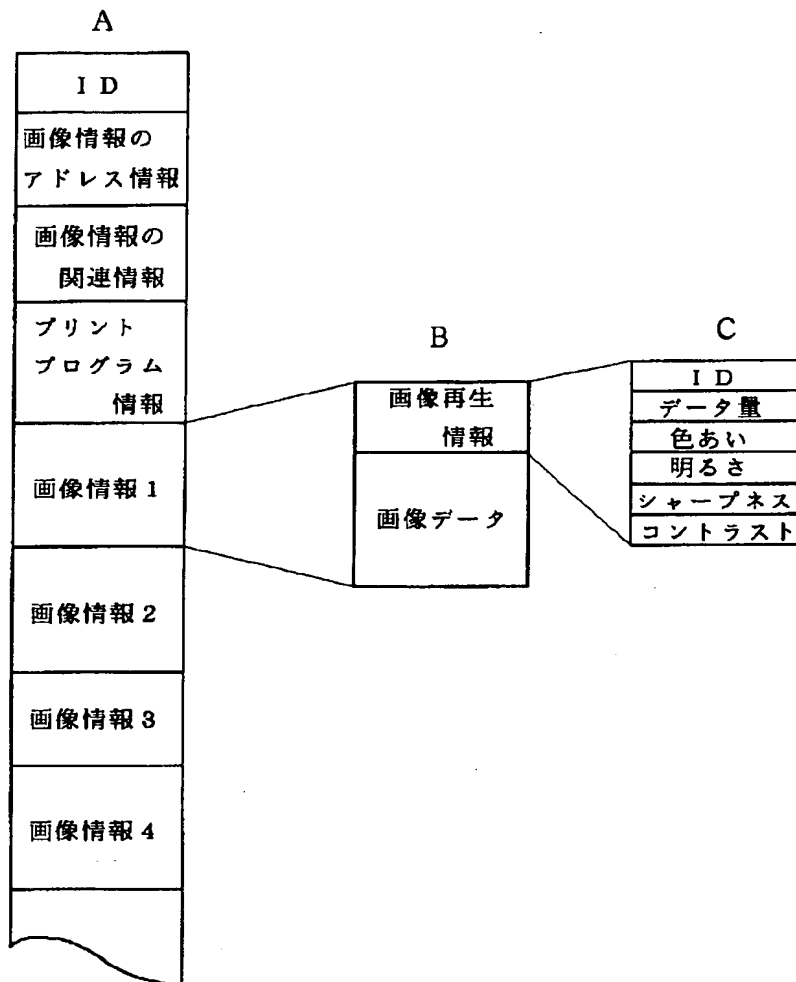 A
I D
画像情報の
アドレス情報
画像情報の
関連情報
プリント
プログラム
情報
画像情報1
画像情報2
画像情報3
画像情報4
B
画像再生
情報
画像データ
C
I D
データ量
色あい
明るさ
シャープネス
コントラスト